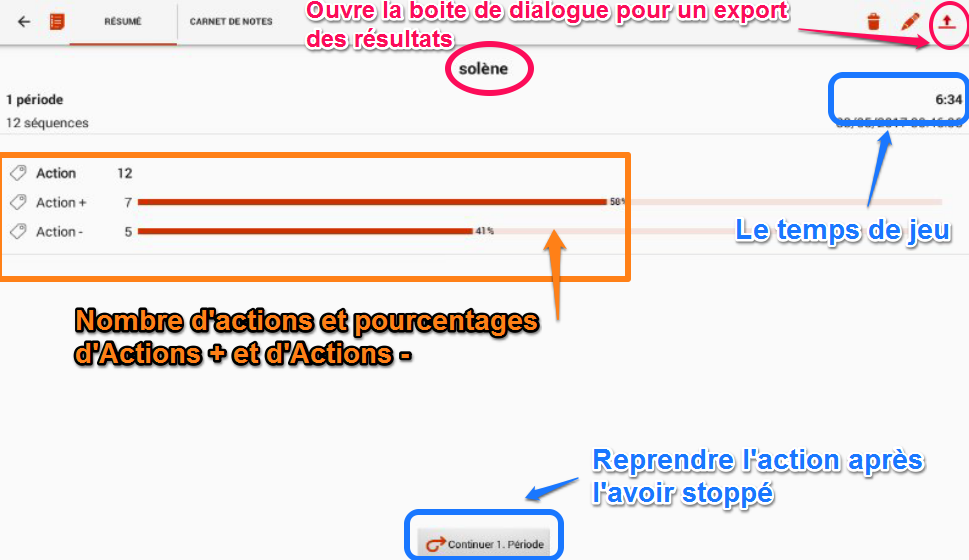 Ouvre la boite de dialogue pour un export
des résultats
RÉSUMÉ
CARNET DE NOTES
solène
1 période
6:34
12 séquences
Action 12
Action + 7 58%
Action - 5 41%
Le temps de jeu
Nombre d'actions et pourcentages
d'Actions + et d'Actions -
Reprendre l'action après
l'avoir stoppé
Continuer 1. Période